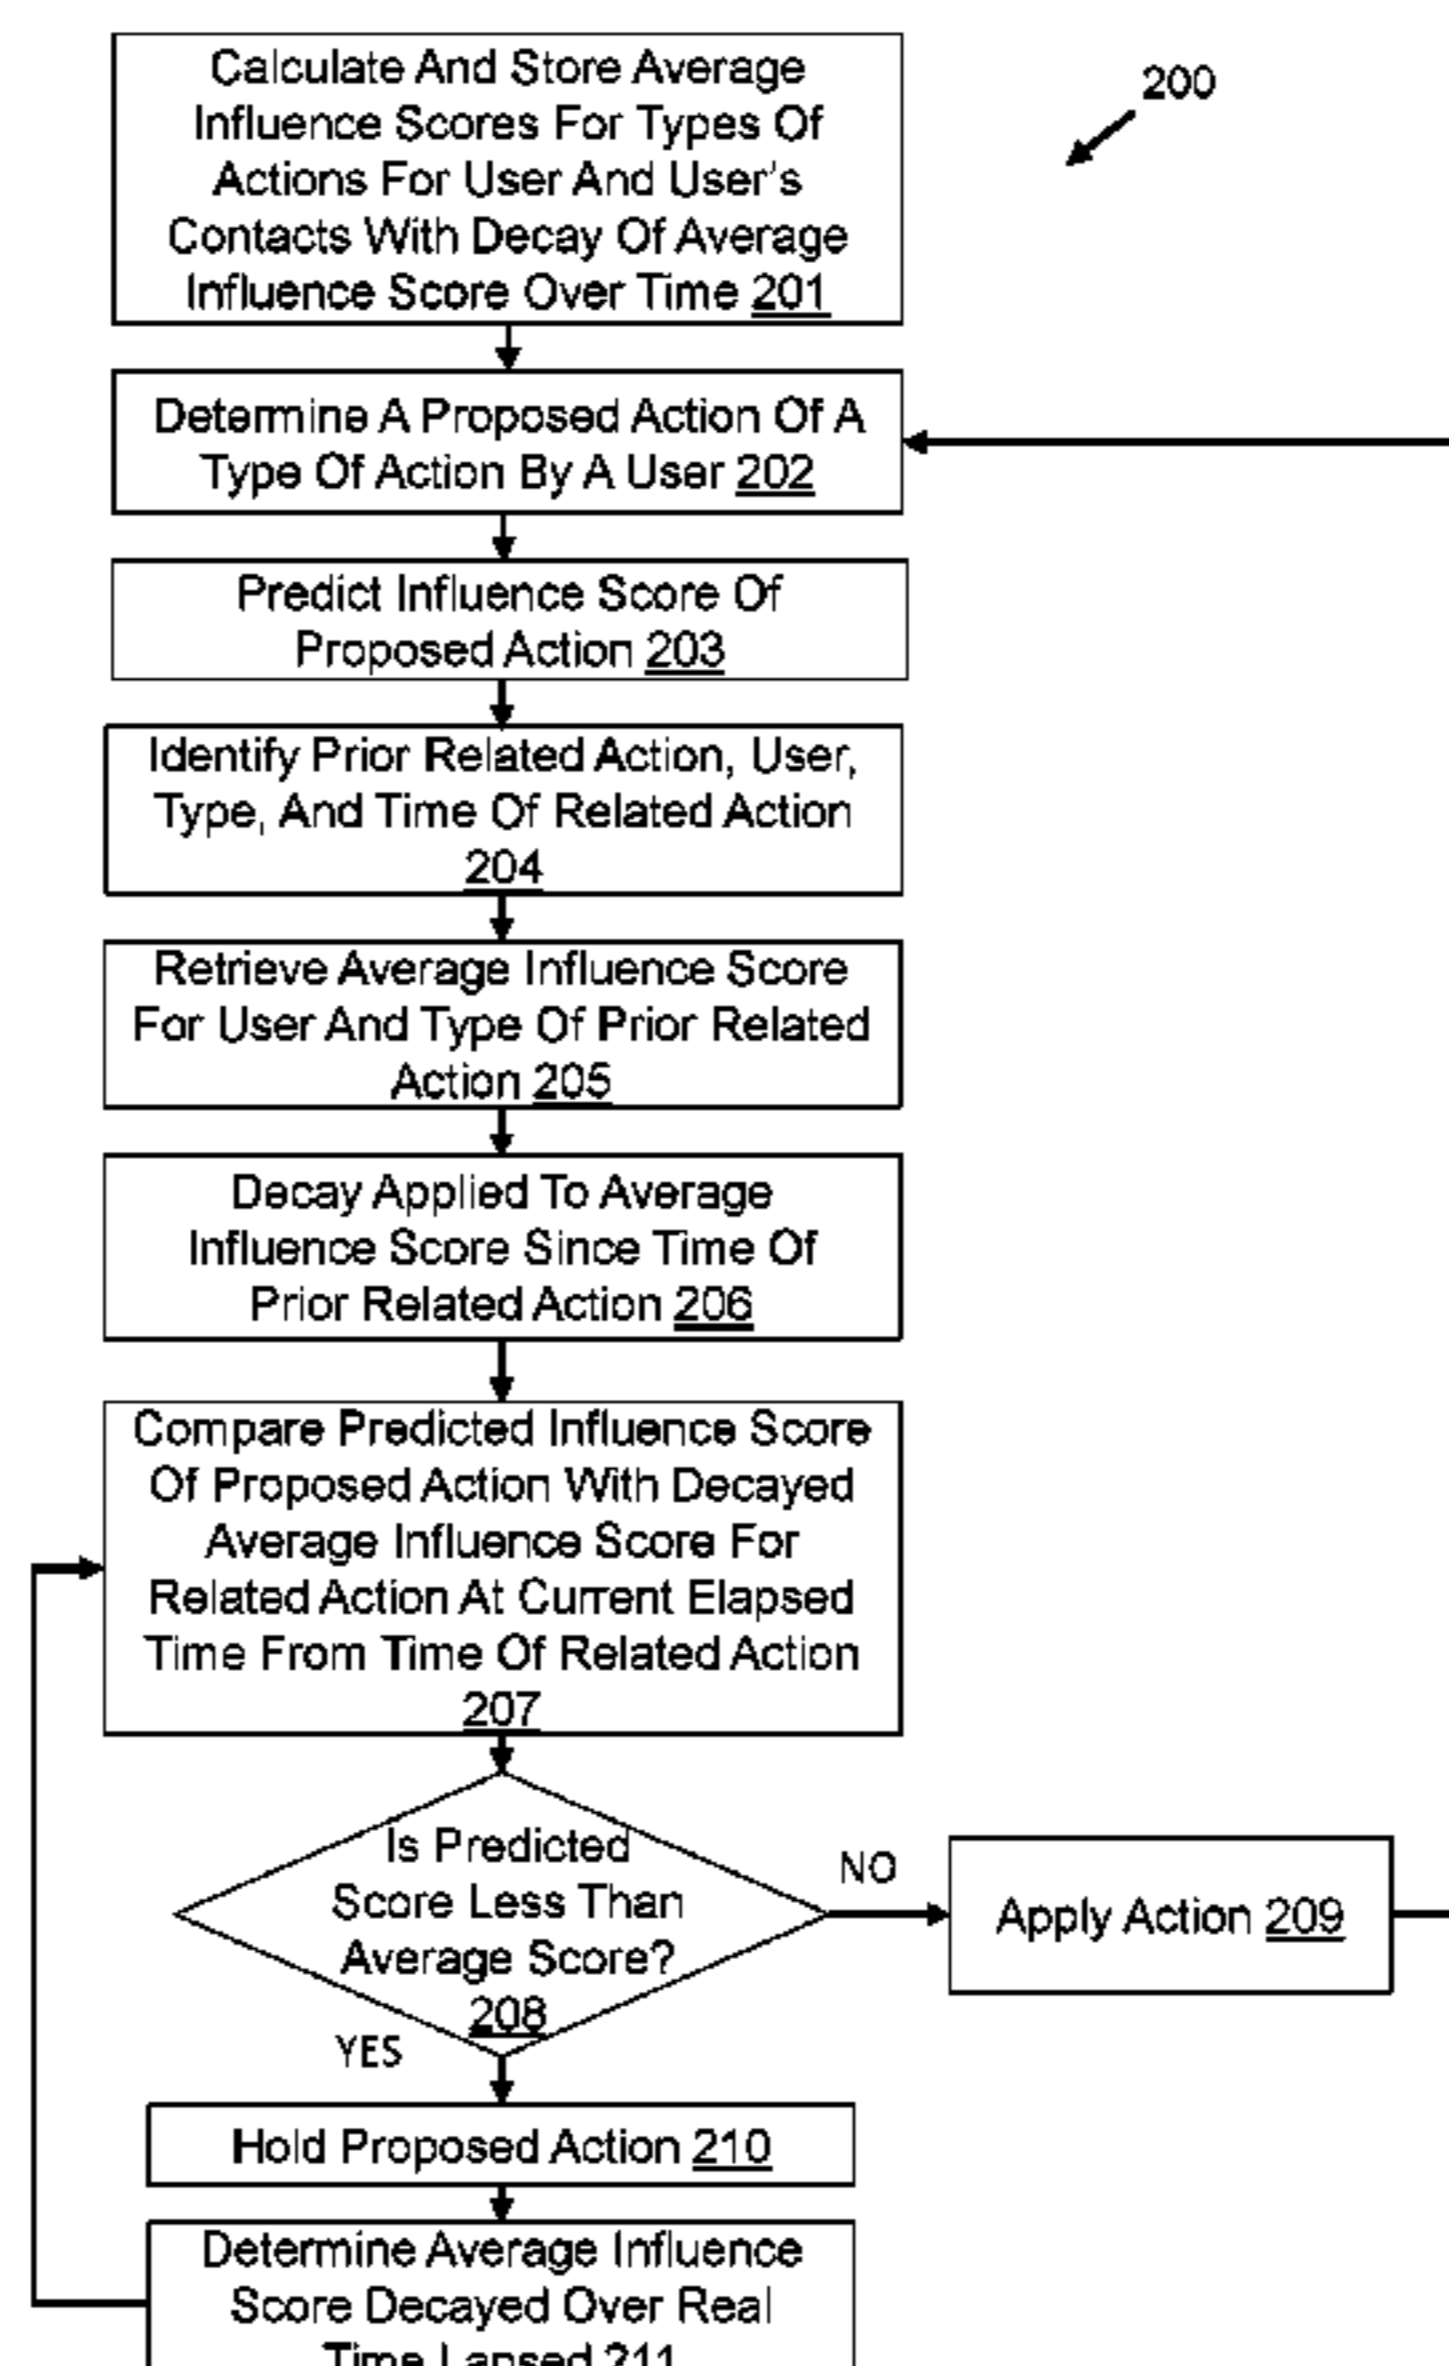 Calculate And Store Average
Influence Scores For Types Of
Actions For User And User's
Contacts With Decay Of Average
Influence Score Over Time 201
200
Determine A Proposed Action Of A
Type Of Action By A User 202
Predict Influence Score Of
Proposed Action 203
Identify Prior Related Action, User,
Type, And Time Of Related Action
204
Retrieve Average Influence Score
For User And Type Of Prior Related
Action 205
Decay Applied To Average
Influence Score Since Time Of
Prior Related Action 206
Compare Predicted Influence Score
Of Proposed Action With Decayed
Average Influence Score For
Related Action At Current Elapsed
Time From Time Of Related Action
207
Is Predicted
Score Less Than
Average Score?
208
NO
Apply Action 209
YES
Hold Proposed Action 210
Determine Average Influence
Score Decayed Over Real
Time Lapsed 211